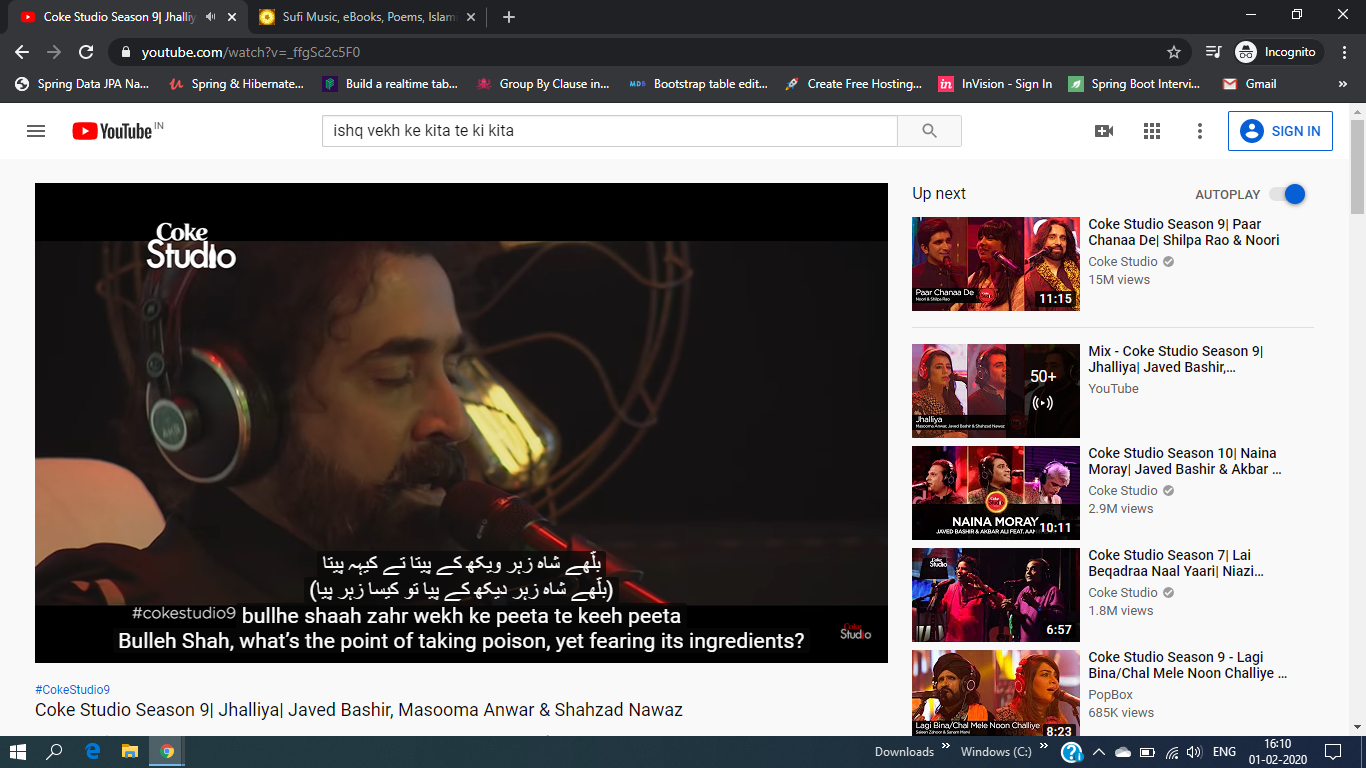 Coke Studio Season 9| Jhalliy
Sufi Music, eBooks, Poems, Islam
youtube.com/watch?v=_ffgSc2c5F0
Incognito
Spring Data JPA Na...
Spring & Hibernate...
Build a realtime tab...
Group By Clause in...
MDB
Bootstrap table edit...
Create Free Hosting...
in
InVision - Sign In
Spring Boot Intervi...
Gmail
»
YouTube IN
ishq vekh ke kita te ki kita
SIGN IN
Coke
Studio
بلّھے شاہ زہر ویکھ کے پیتا تے کیہہ پیتا
(بلّھے شاہ زہر دیکھ کے پیا تو کیسا زہر پیا)
#cokestudio9
bullhe shaah zahr wekh ke peeta te keeh peeta
Bulleh Shah, what's the point of taking poison, yet fearing its ingredients?
Coke
Studio
#CokeStudio9
Coke Studio Season 9| Jhalliya| Javed Bashir, Masooma Anwar & Shahzad Nawaz
Up next
AUTOPLAY
Paar Chanaa De
Noori & Shilpa Rao
11:15
Coke Studio Season 9| Paar
Chanaa De| Shilpa Rao & Noori
Coke Studio
15M views
50+
Jhalliya
Masooma Anwar, Javed Bashir & Shahzad Nawaz
Mix - Coke Studio Season 9|
Jhalliya| Javed Bashir,...
YouTube
NAINA MORAY
JAVED BASHIR & AKBAR ALI FEAT.
10:11
Coke Studio Season 10| Naina
Moray| Javed Bashir & Akbar ...
Coke Studio
2.9M views
Coke
Studio
6:57
Coke Studio Season 7| Lai
Beqadraa Naal Yaari| Niazi...
Coke Studio
1.8M views
Lagi Bina/Chal Mele Noon Challiye
Saieen Zahoor & Sanam Marvi
8:23
Coke Studio Season 9 - Lagi
Bina/Chal Mele Noon Challiye ...
PopBox
685K views
Downloads »
Windows (C:) »
ENG
16:10
01-02-2020